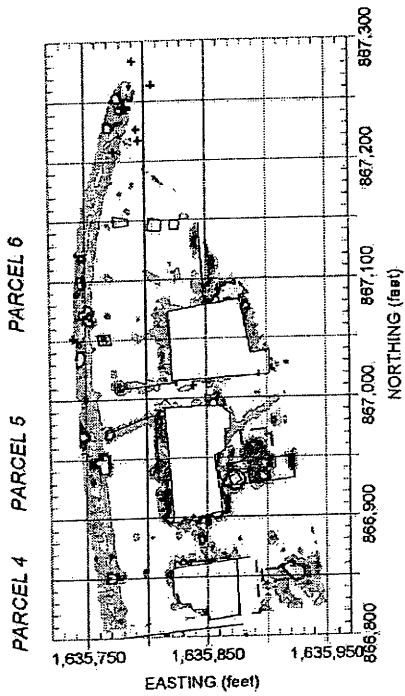 PARCEL 4
PARCEL 5
PARCEL 6
887,300
867,200
867,100
867,000
866,900
866,800
NORTHING (feet)
1,635,750
1,635,850
1,635,950
EASTING (feet)